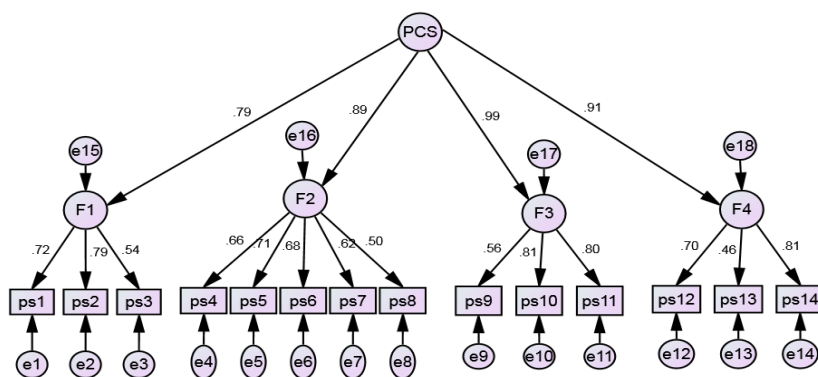 PCS
.79 .89 .99 .91
e15 e16 e17 e18
F1 F2 F3 F4
.72 .79 .54 .66 .71 .68 .62 .50 .56 .81 .80 .70 .46 .81
ps1 ps2 ps3 ps4 ps5 ps6 ps7 ps8 ps9 ps10 ps11 ps12 ps13 ps14
e1 e2 e3 e4 e5 e6 e7 e8 e9 e10 e11 e12 e13 e14